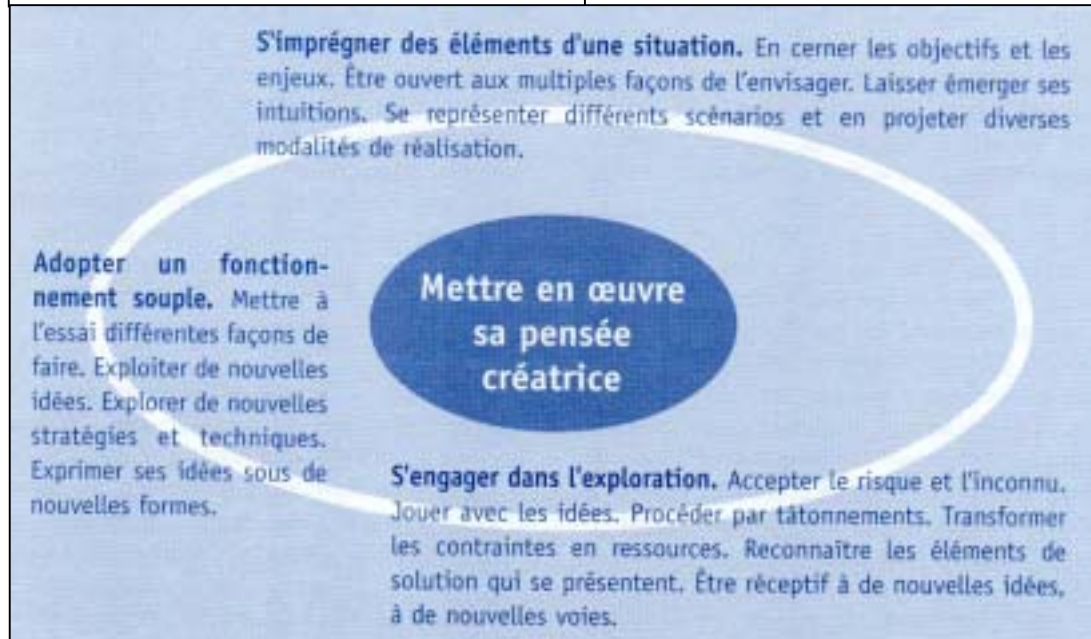 S'imprégner des éléments d'une situation. En cerner les objectifs et les
enjeux. Être ouvert aux multiples façons de l'envisager. Laisser émerger ses
intuitions. Se représenter différents scénarios et en projeter diverses
modalités de réalisation.
Adopter un fonction-
nement souple. Mettre à
l'essai différentes façons de
faire. Exploiter de nouvelles
idées. Explorer de nouvelles
stratégies et techniques.
Exprimer ses idées sous de
nouvelles formes.
Mettre en œuvre
sa pensée
créatrice
S'engager dans l'exploration. Accepter le risque et l'inconnu.
Jouer avec les idées. Procéder par tâtonnements. Transformer
les contraintes en ressources. Reconnaître les éléments de
solution qui se présentent. Être réceptif à de nouvelles idées,
à de nouvelles voies.